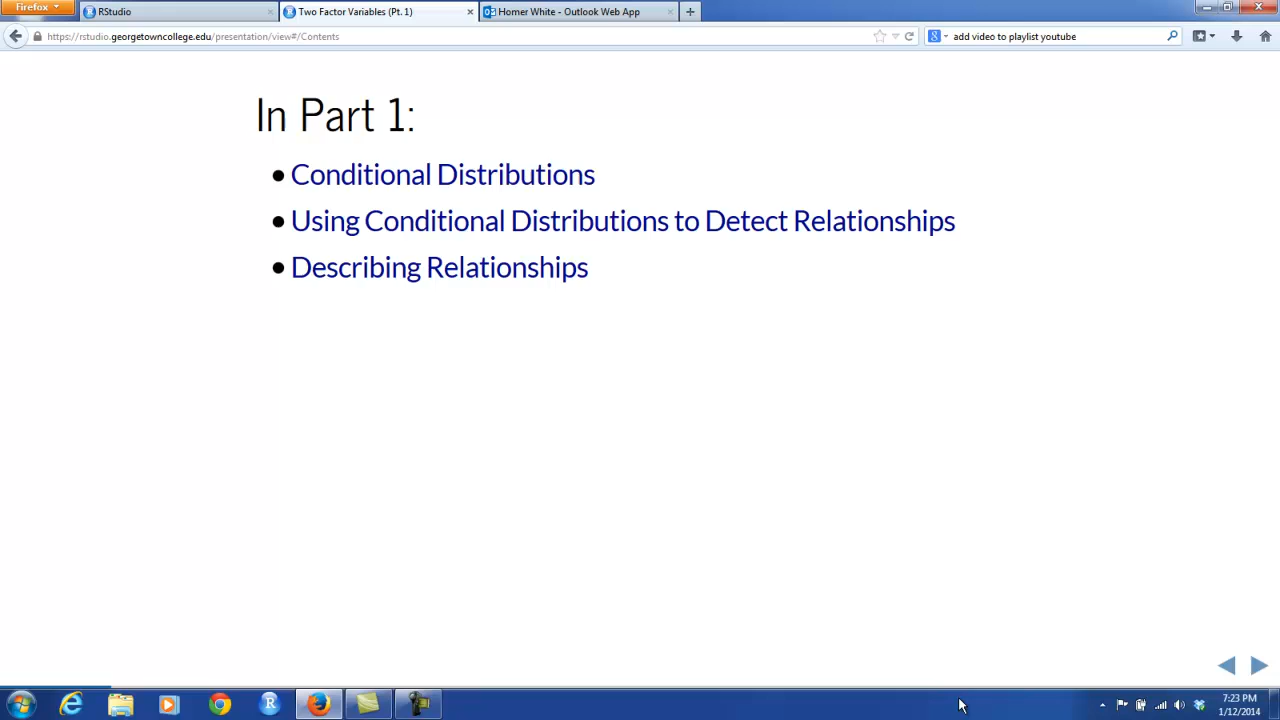 Firefox
RStudio
Two Factor Variables (Pt. 1)
Homer White - Outlook Web App
https://rstudio.georgetowncollege.edu/presentation/view#/Contents
add video to playlist youtube
In Part 1:
• Conditional Distributions
• Using Conditional Distributions to Detect Relationships
• Describing Relationships
7:23 PM
1/12/2014